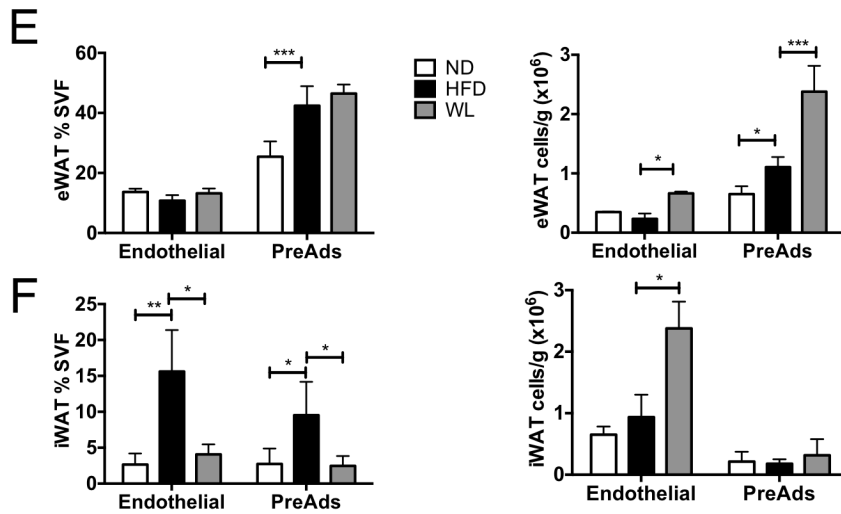 E
eWAT % SVF
60
40
20
0
***
Endothelial
PreAds
ND
HFD
WL
eWAT cells/g (x10⁶)
3
2
1
0
*
*
***
Endothelial
PreAds
F
iWAT % SVF
25
20
15
10
5
0
**
*
*
*
Endothelial
PreAds
iWAT cells/g (x10⁶)
3
2
1
0
*
Endothelial
PreAds